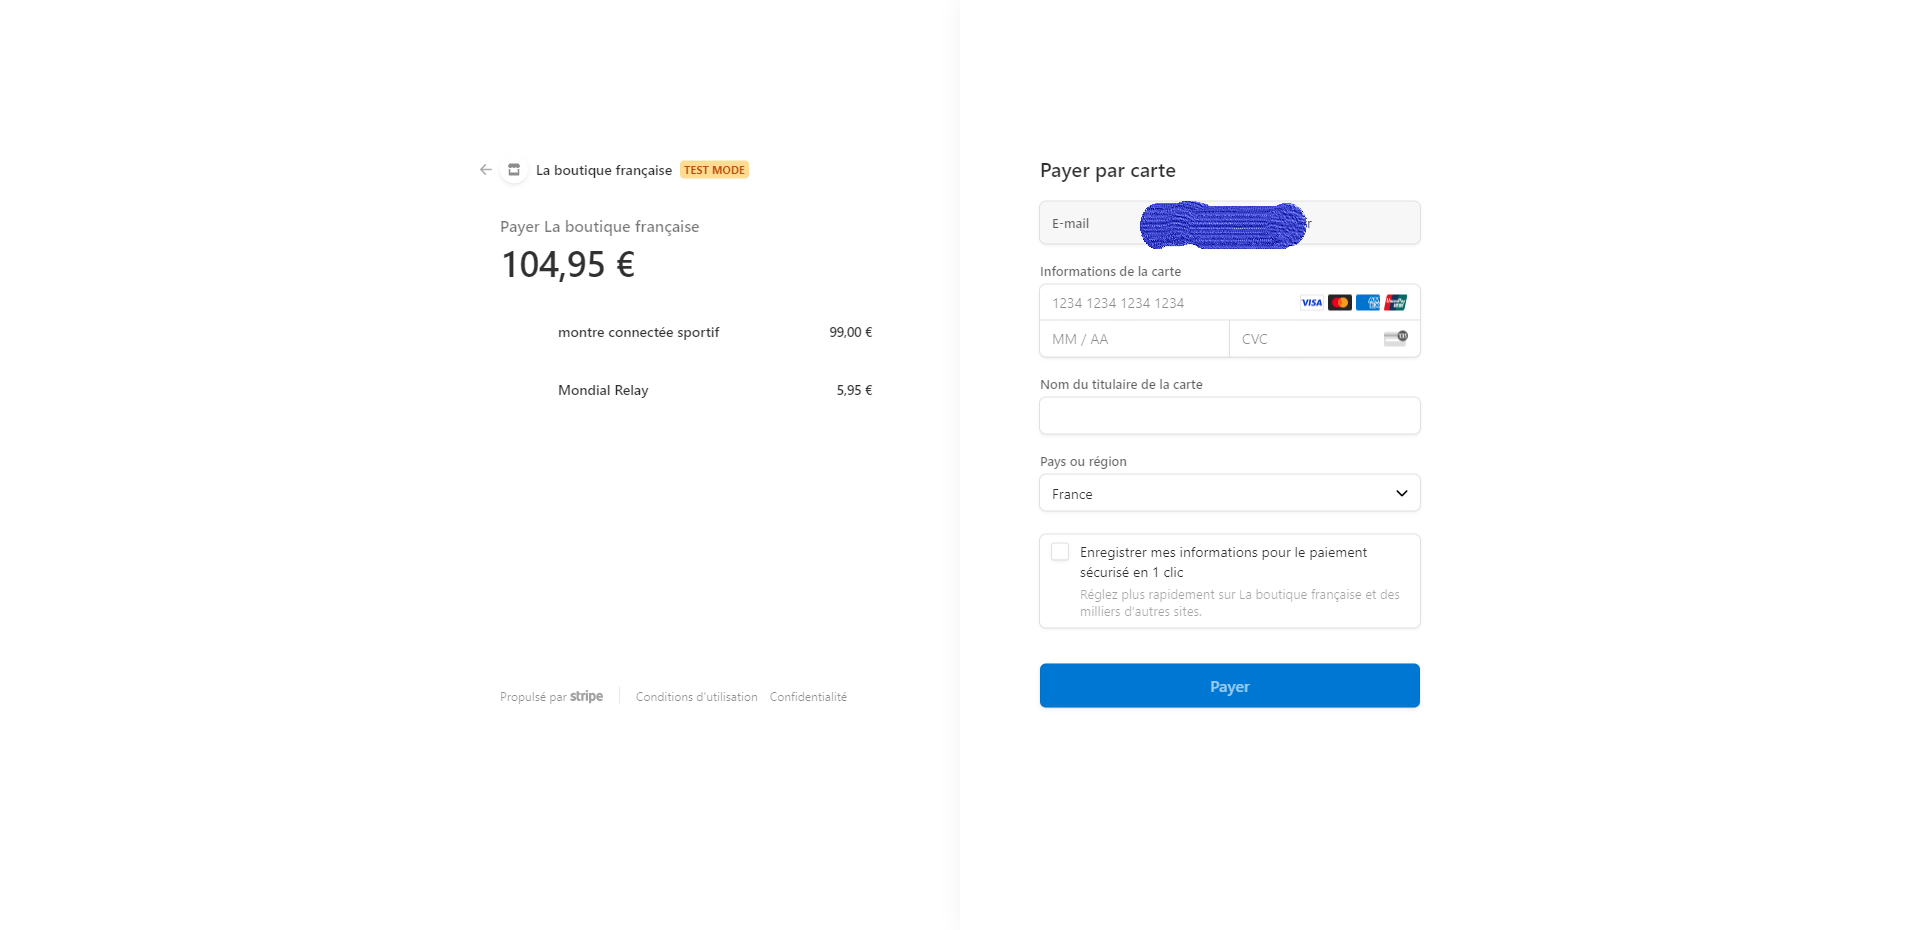 La boutique française TEST MODE
Payer La boutique française
104,95 €
montre connectée sportif 99,00 €
Mondial Relay 5,95 €
Propulsé par stripe Conditions d'utilisation Confidentialité
Payer par carte
E-mail
Informations de la carte
1234 1234 1234 1234 VISA
MM / AA CVC
Nom du titulaire de la carte
Pays ou région
France
Enregistrer mes informations pour le paiement
sécurisé en 1 clic
Réglez plus rapidement sur La boutique française et des
milliers d'autres sites.
Payer